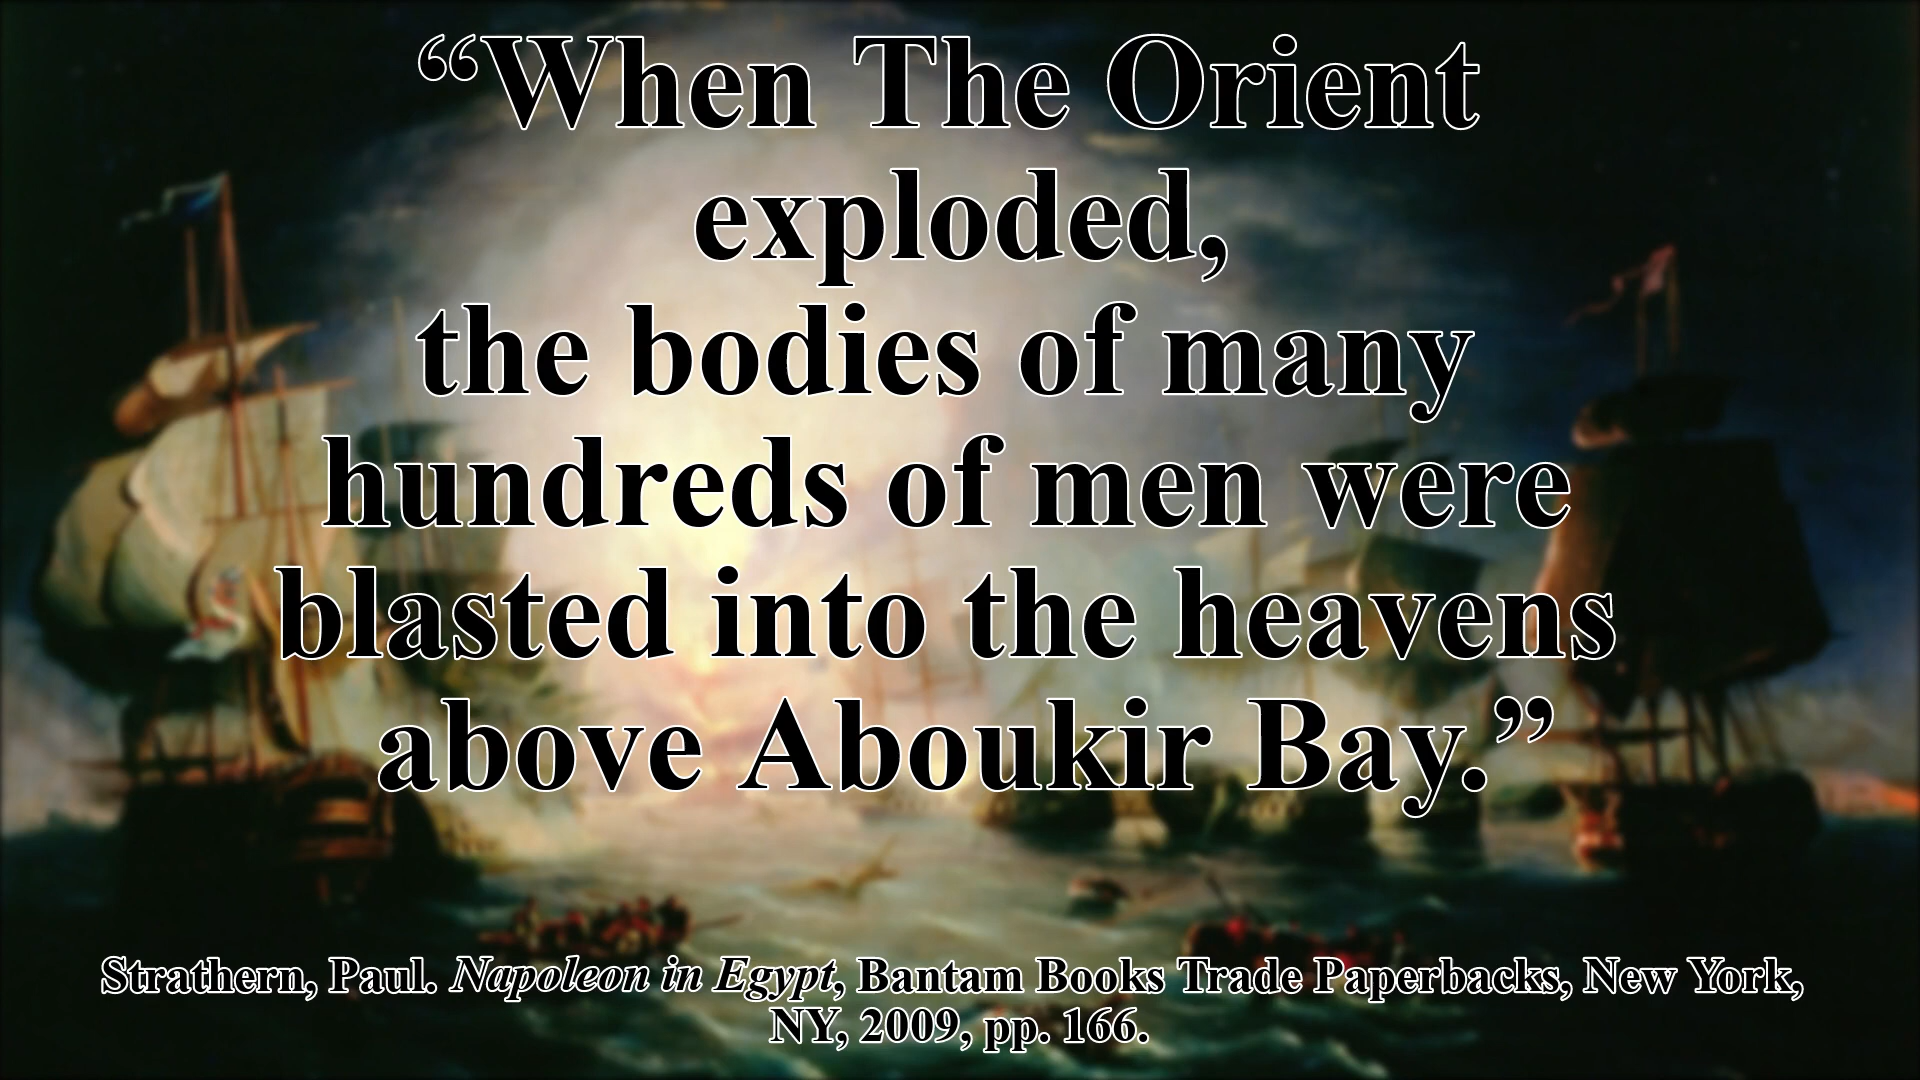 “When The Orient
exploded,
the bodies of many
hundreds of men were
blasted into the heavens
above Aboukir Bay.”
Strathern, Paul. Napoleon in Egypt, Bantam Books Trade Paperbacks, New York,
NY, 2009, pp. 166.